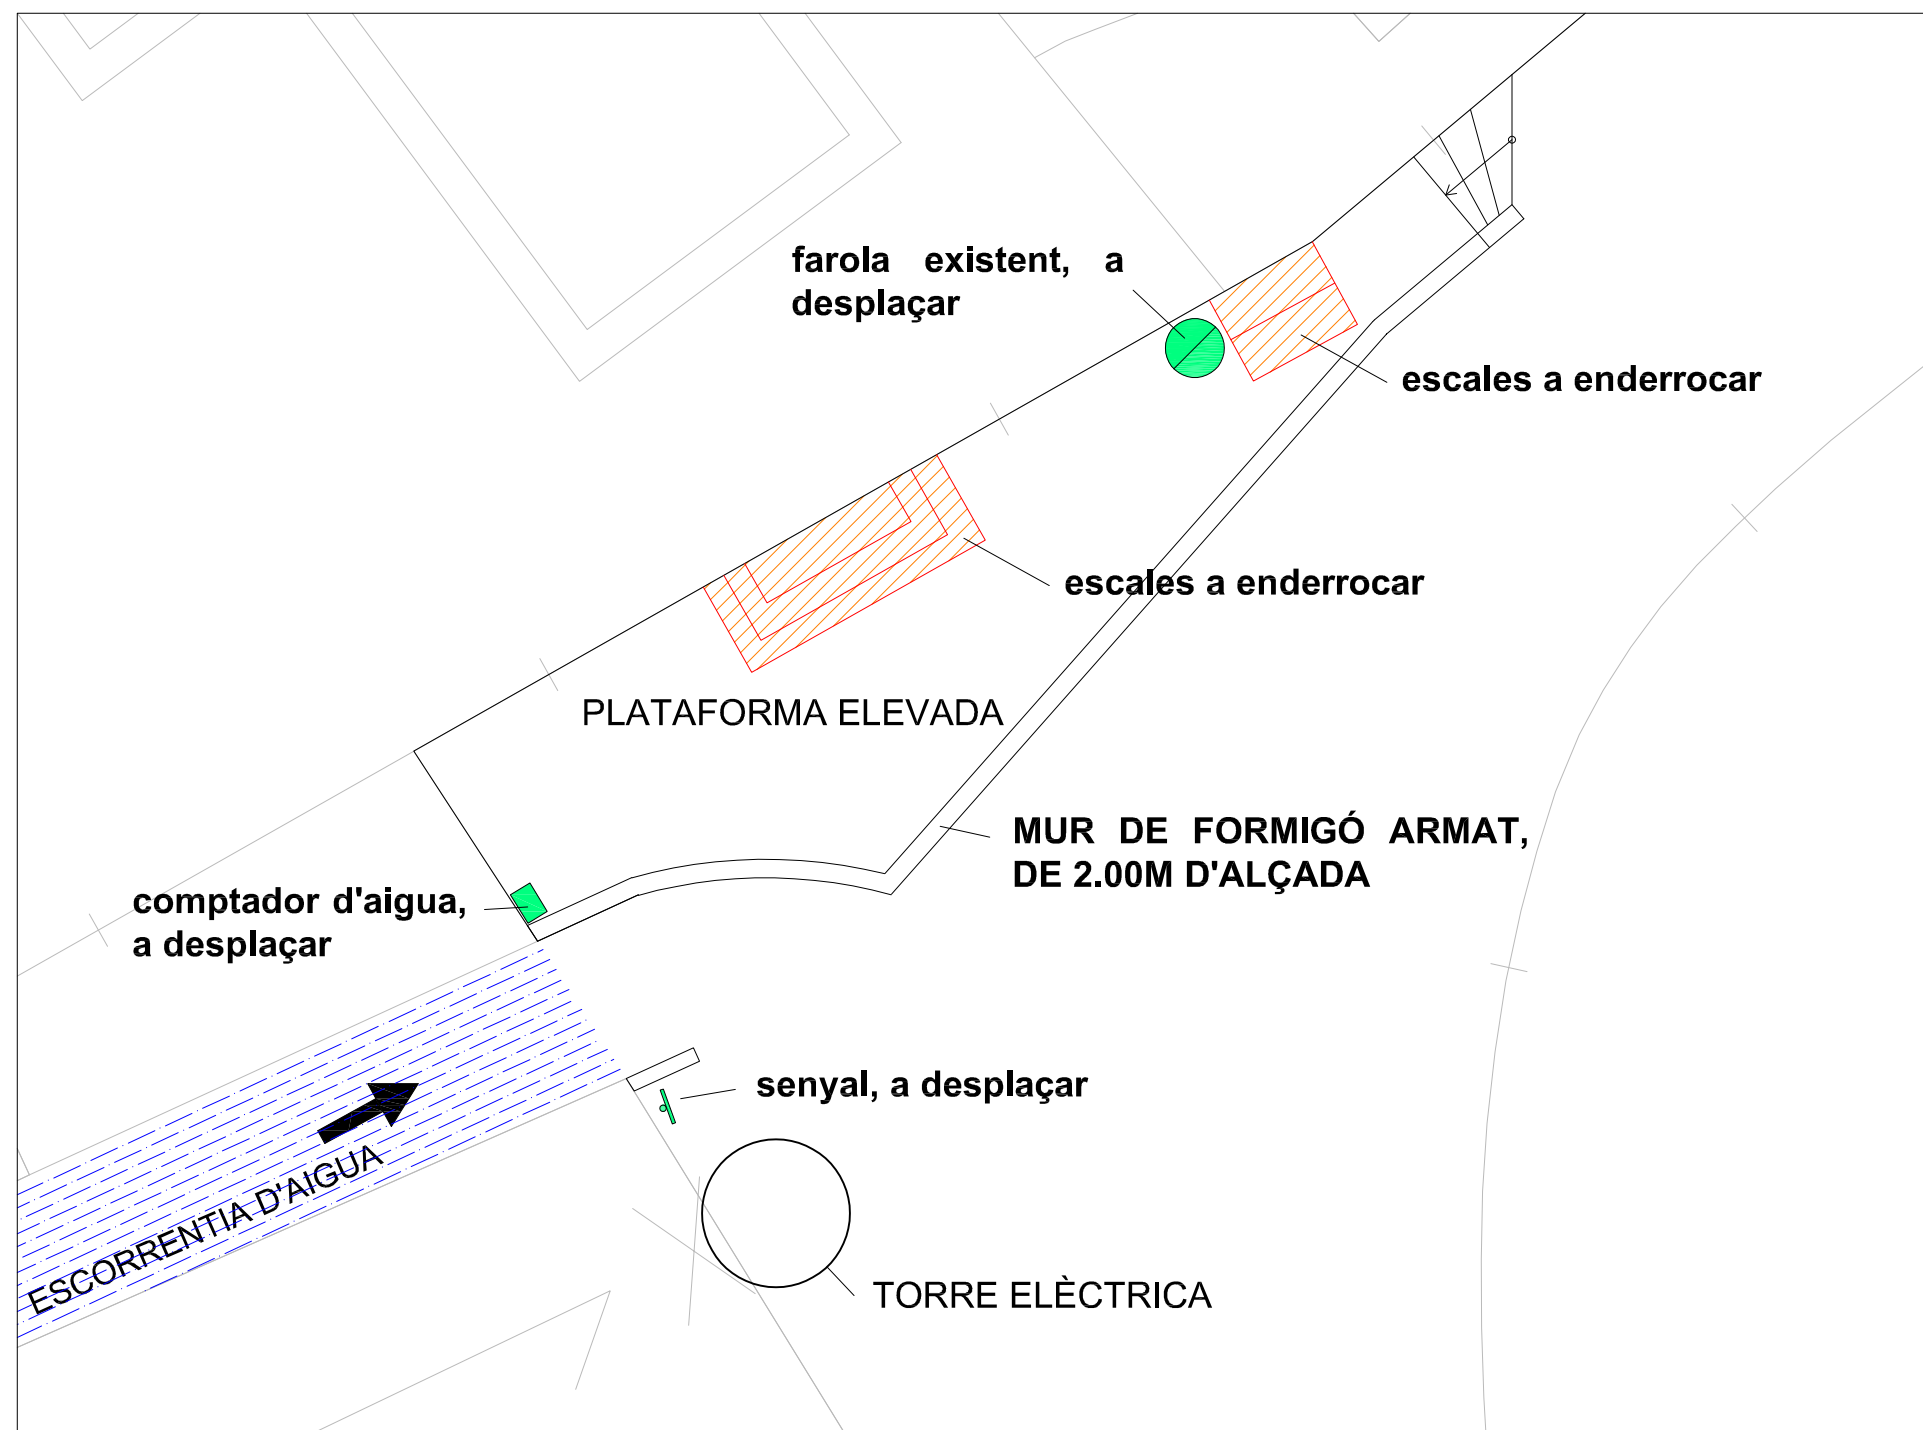 farola existent, a
desplaçar
escales a enderrocar
escales a enderrocar
PLATAFORMA ELEVADA
MUR DE FORMIGÓ ARMAT,
DE 2.00M D'ALÇADA
comptador d'aigua,
a desplaçar
senyal, a desplaçar
ESCORRENTIA D'AIGUA
TORRE ELÈCTRICA